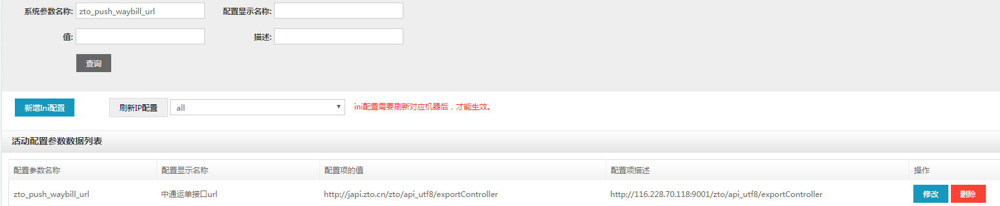 系统参数名称: zto_push_waybill_url 配置显示名称:
值: 描述:
查询
新增Ini配置 刷新IP配置 all ini配置需要刷新对应机器后，才能生效。
活动配置参数数据列表
配置参数名称 配置显示名称 配置项的值 配置项描述 操作
zto_push_waybill_url 中通运单接口url http://japi.zto.cn/zto/api_utf8/exportController http://116.228.70.118:9001/zto/api_utf8/exportController 修改 删除